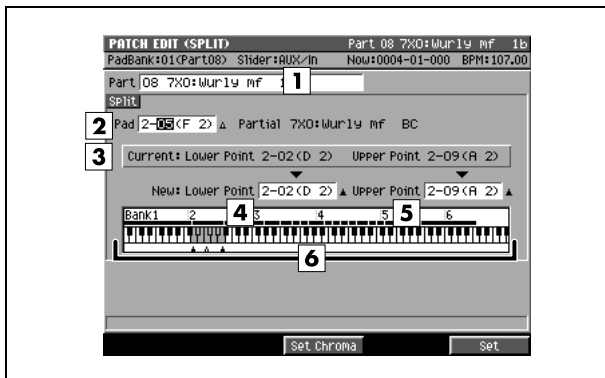 PATCH EDIT (SPLIT) Part 08 7XO:Wurly mf 1b
PadBank:01(Part08) Slider:AUX/In Now:0004-01-000 BPM:107.00
Part 08 7XO:Wurly mf 1
Split
2 Pad 2-05(F 2) Partial 7XO:Wurly mf BC
3 Current: Lower Point 2-02(D 2) Upper Point 2-09(A 2)
New: Lower Point 2-02(D 2) Upper Point 2-09(A 2)
4 5
Bank1 2 3 4 5 6
6
Set Chroma Set